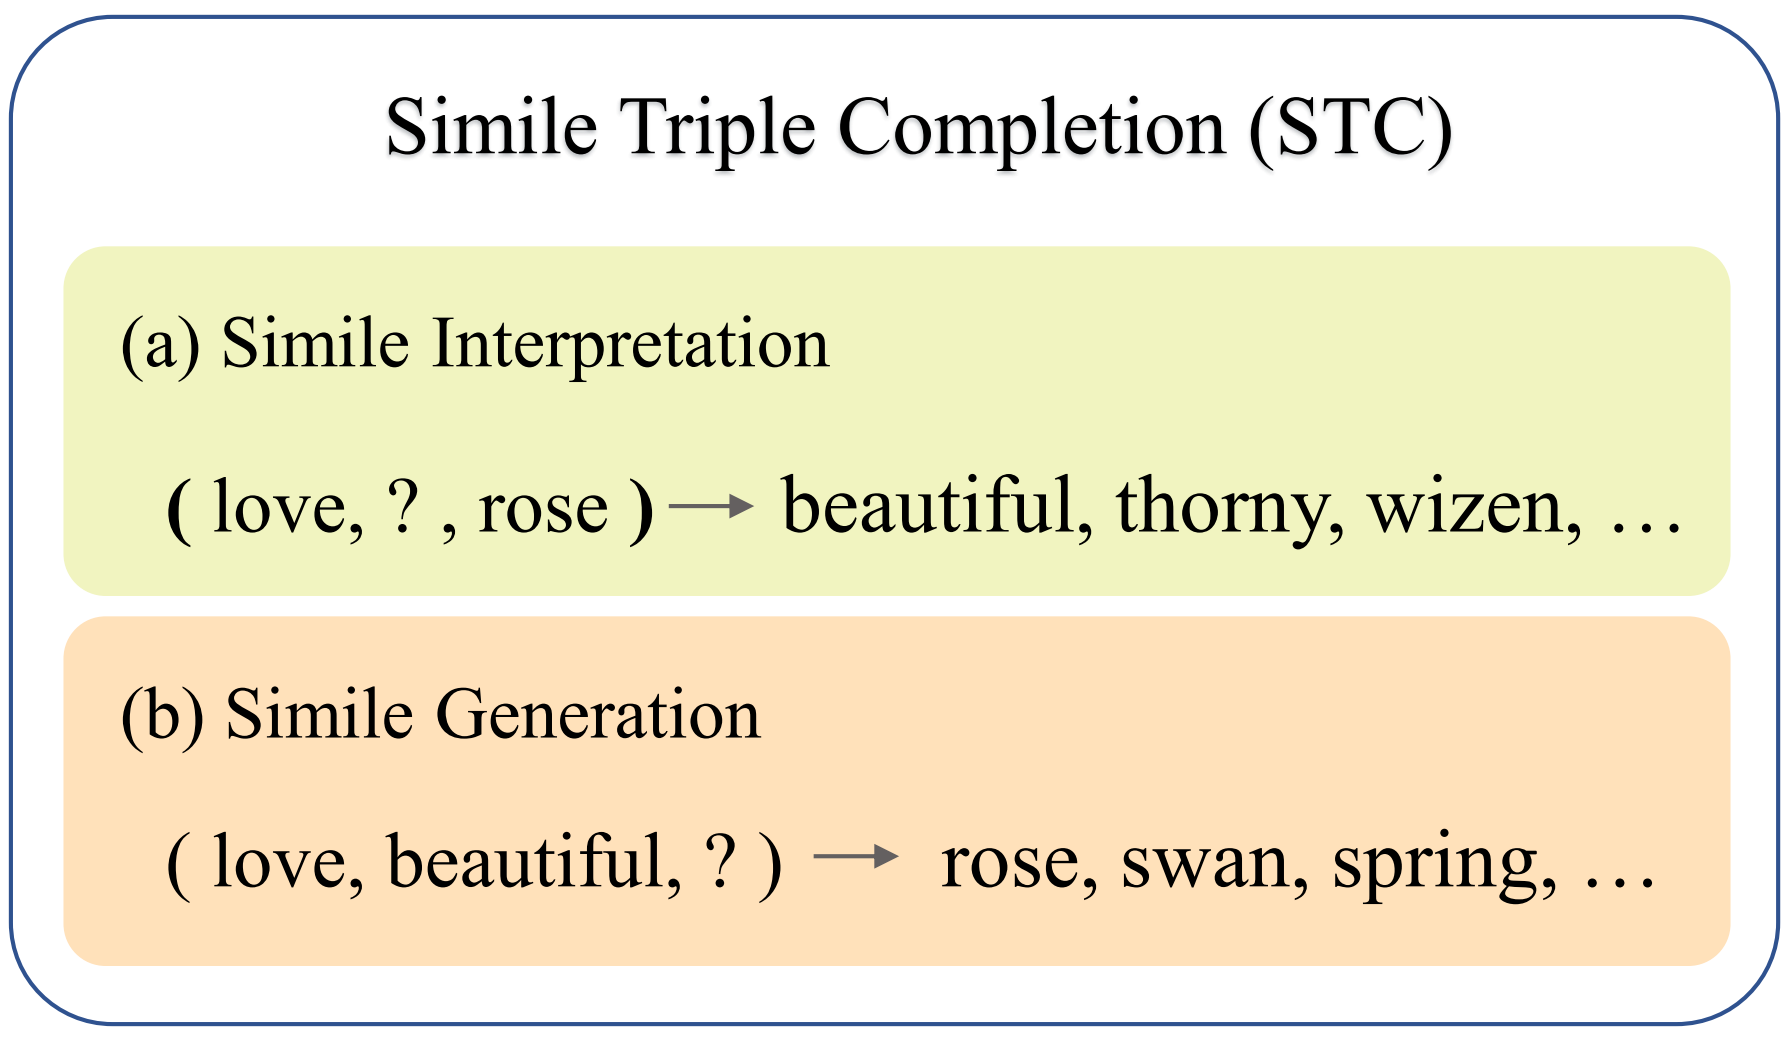 Simile Triple Completion (STC)
(a) Simile Interpretation
( love, ? , rose ) → beautiful, thorny, wizen, …
(b) Simile Generation
( love, beautiful, ? ) → rose, swan, spring, …